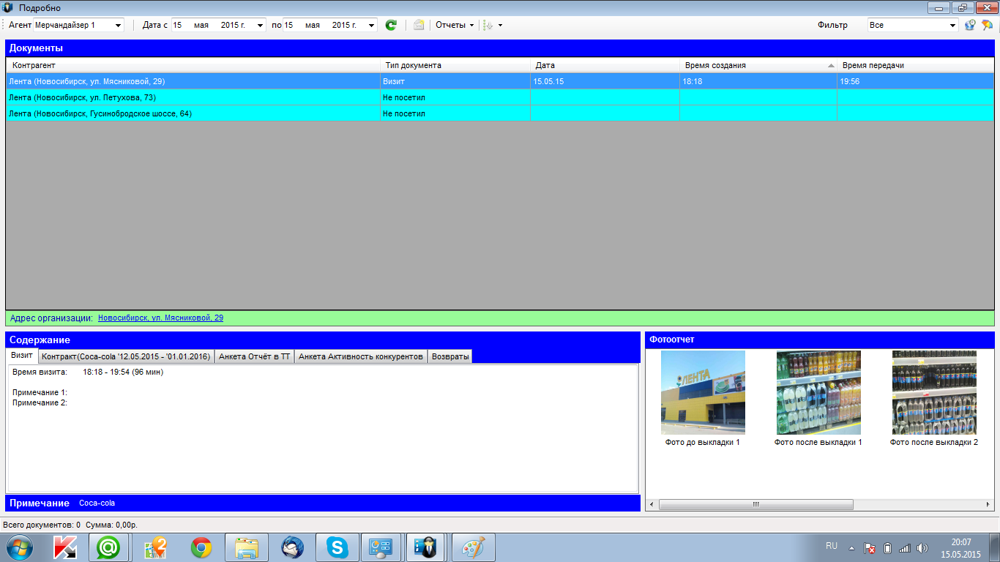 Подробно
Агент Мерчандайзер 1 Дата с 15 мая 2015 г. по 15 мая 2015 г. Отчеты Фильтр Все
Документы
Контрагент Тип документа Дата Время создания Время передачи
Лента (Новосибирск, ул. Мясниковой, 29) Визит 15.05.15 18:18 19:56
Лента (Новосибирск, ул. Петухова, 73) Не посетил
Лента (Новосибирск, Гусинобродское шоссе, 64) Не посетил
Адрес организации: Новосибирск, ул. Мясниковой, 29
Содержание
Визит Контракт(Coca-cola '12.05.2015 - '01.01.2016) Анкета Отчёт в ТТ Анкета Активность конкурентов Возвраты
Время визита: 18:18 - 19:54 (96 мин)
Примечание 1:
Примечание 2:
Примечание Coca-cola
Фотоотчет
ЛЕНТА
Фото до выкладки 1 Фото после выкладки 1 Фото после выкладки 2
Всего документов: 0 Сумма: 0,00р.
RU 20:07
15.05.2015